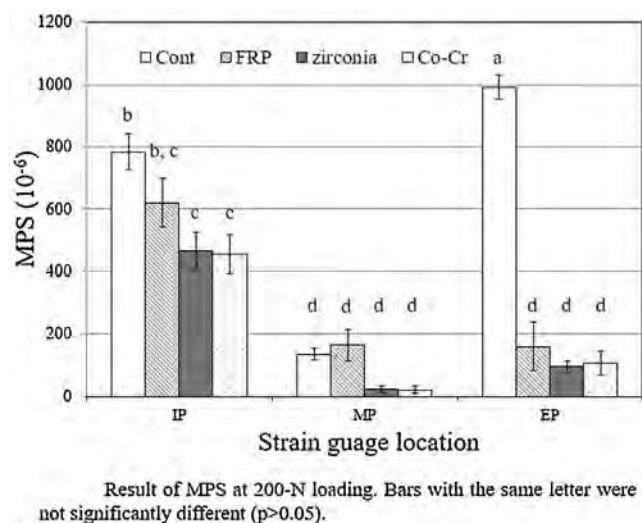 1200
1000
800
600
400
200
0
MPS (10⁻⁶)
Cont FRP zirconia Co-Cr
b b, c c c
d d d d
a d d d
IP MP EP
Strain guage location
Result of MPS at 200-N loading. Bars with the same letter were
not significantly different (p>0.05).